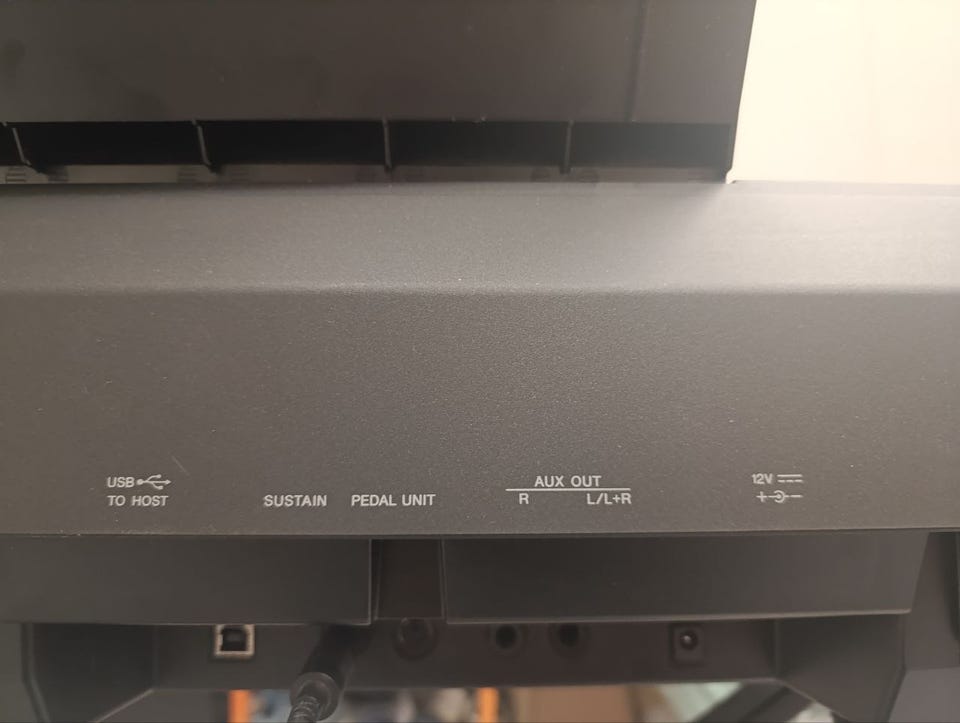 USB
TO HOST
SUSTAIN
PEDAL UNIT
AUX OUT
R L/L+R
12V